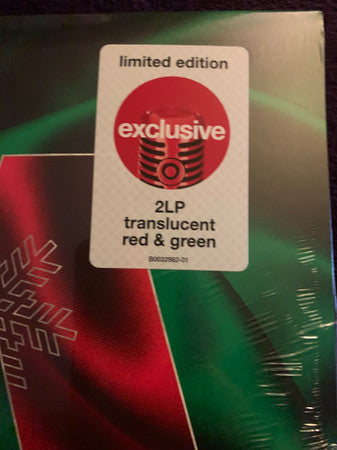 limited edition
exclusive
2LP
translucent
red & green
B0032562-01